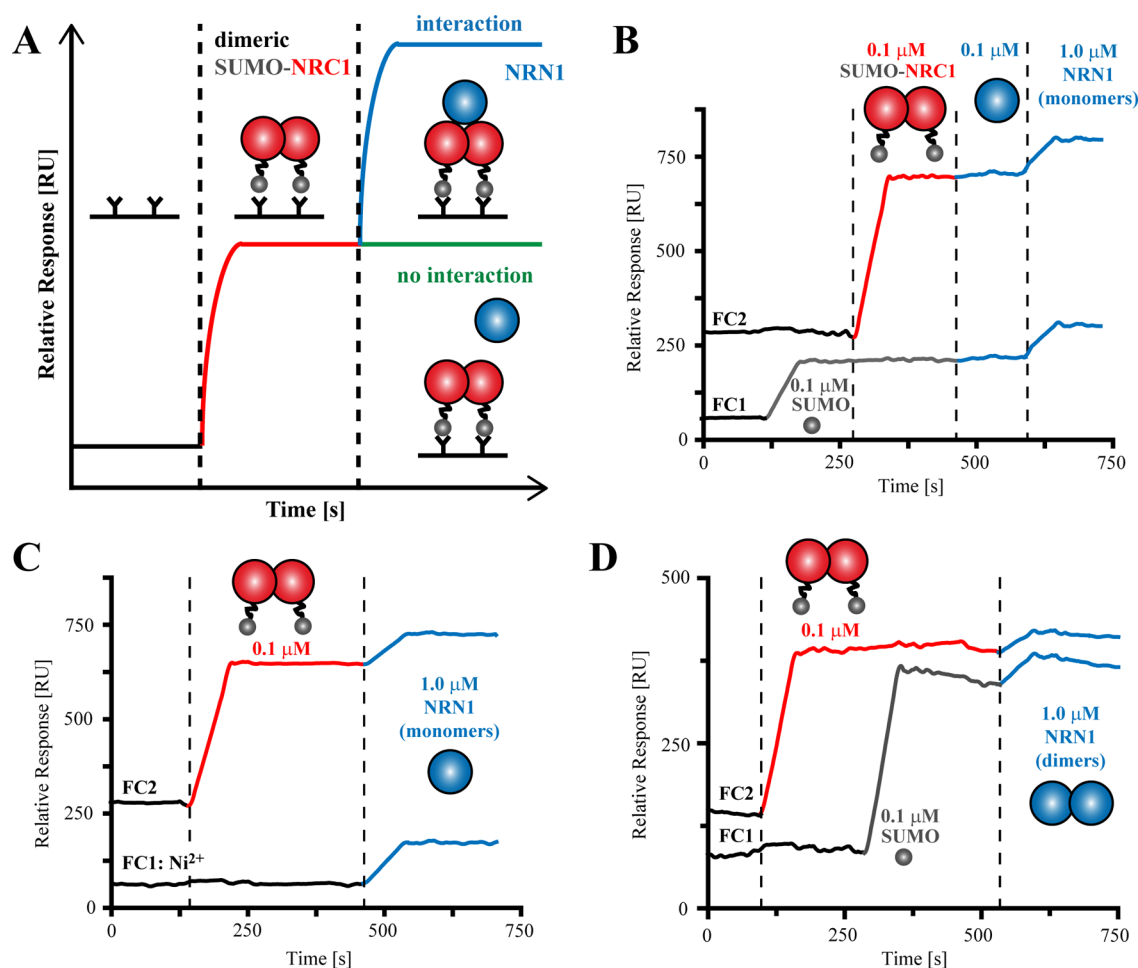 A
Relative Response [RU]
Time [s]
dimeric
SUMO-NRC1
interaction
NRN1
no interaction
B
0.1 µM
SUMO-NRC1
0.1 µM
1.0 µM
NRN1
(monomers)
Relative Response [RU]
750
500
250
0
FC2
FC1
0.1 µM
SUMO
0
250
500
750
Time [s]
C
Relative Response [RU]
750
500
250
0
0.1 µM
1.0 µM
NRN1
(monomers)
FC2
FC1: Ni²⁺
0
250
500
750
Time [s]
D
Relative Response [RU]
500
250
0
0.1 µM
1.0 µM
NRN1
(dimers)
FC2
FC1
0.1 µM
SUMO
0
250
500
750
Time [s]